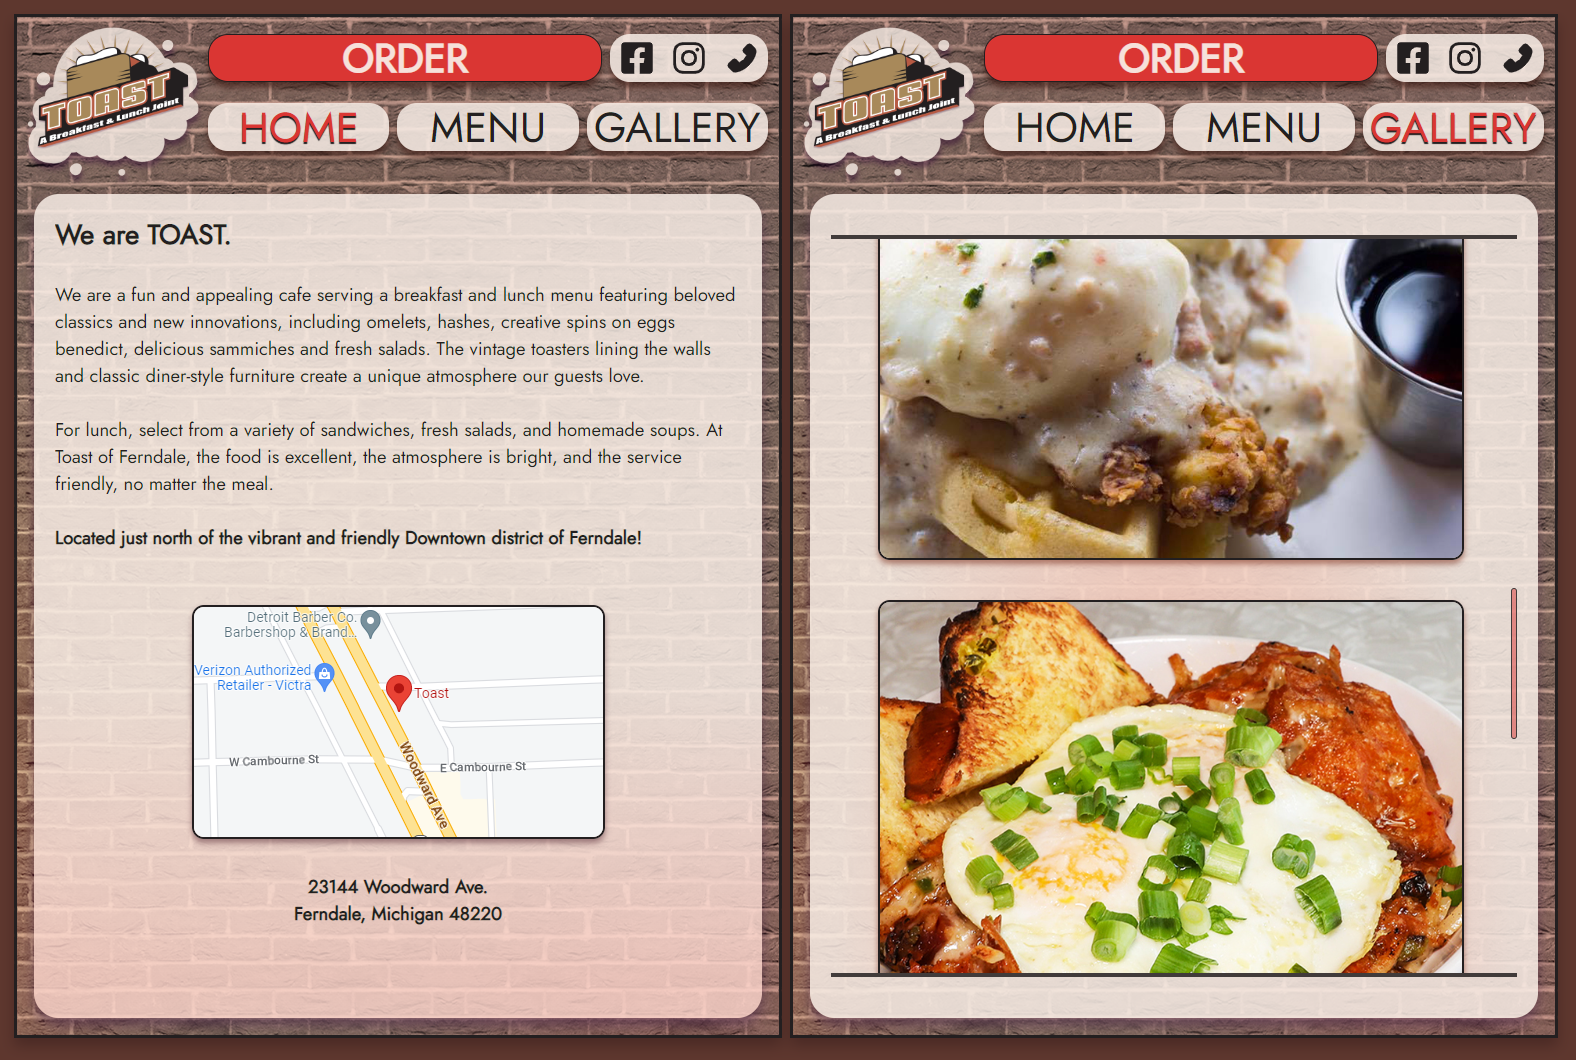 TOAST
A Breakfast & Lunch Joint
ORDER
HOME
MENU
GALLERY
We are TOAST.
We are a fun and appealing cafe serving a breakfast and lunch menu featuring beloved
classics and new innovations, including omelets, hashes, creative spins on eggs
benedict, delicious sammiches and fresh salads. The vintage toasters lining the walls
and classic diner-style furniture create a unique atmosphere our guests love.
For lunch, select from a variety of sandwiches, fresh salads, and homemade soups. At
Toast of Ferndale, the food is excellent, the atmosphere is bright, and the service
friendly, no matter the meal.
Located just north of the vibrant and friendly Downtown district of Ferndale!
Detroit Barber Co.
Barbershop & Brand...
Verizon Authorized
Retailer - Victra
Toast
W Cambourne St
E Cambourne St
Woodward Ave
23144 Woodward Ave.
Ferndale, Michigan 48220
TOAST
A Breakfast & Lunch Joint
ORDER
HOME
MENU
GALLERY